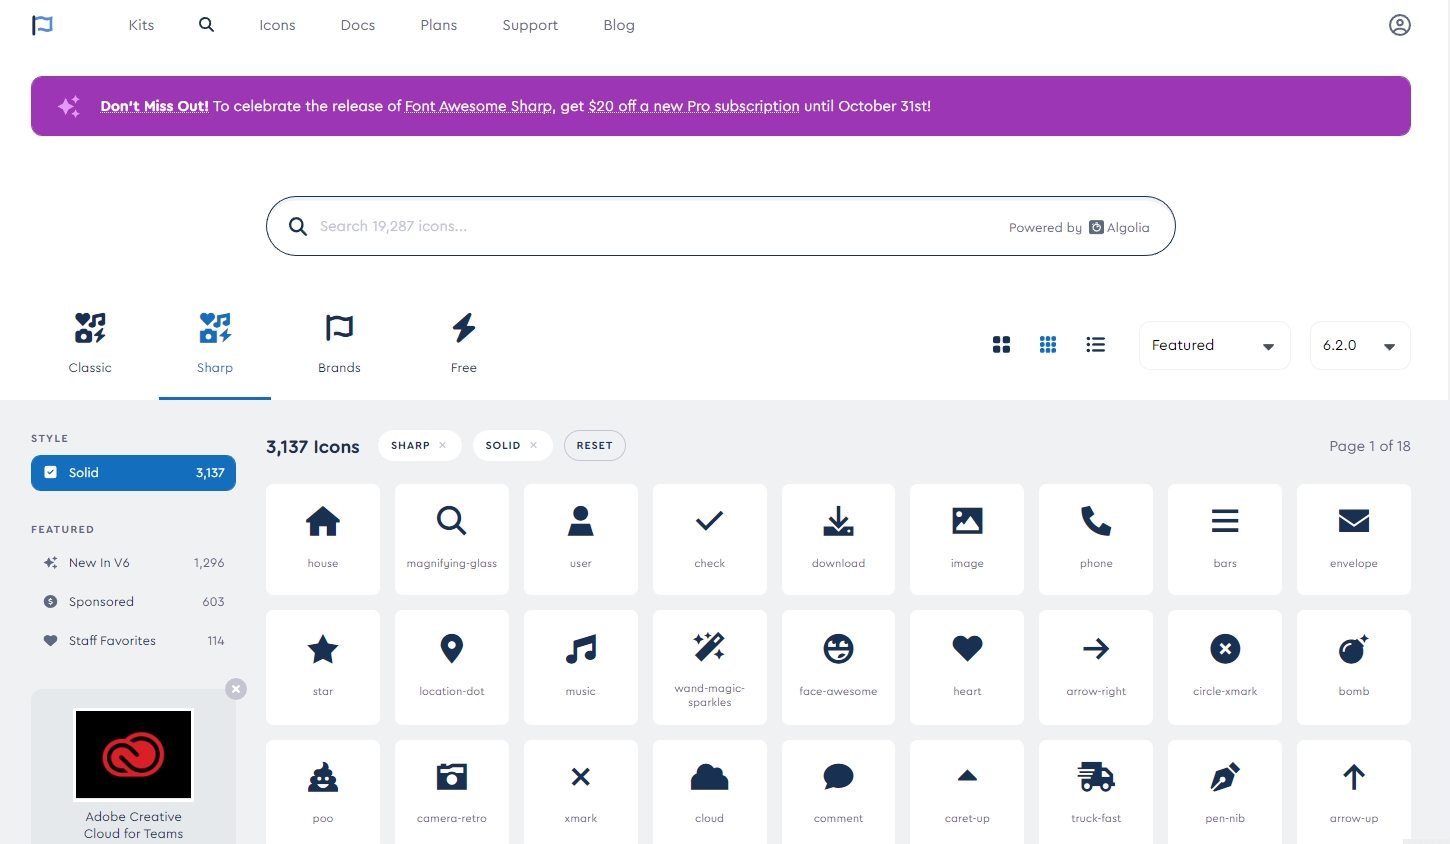 Kits
Icons
Docs
Plans
Support
Blog
Don't Miss Out! To celebrate the release of Font Awesome Sharp, get $20 off a new Pro subscription until October 31st!
Search 19,287 icons...
Powered by Algolia
Classic
Sharp
Brands
Free
Featured
6.2.0
STYLE
Solid 3,137
FEATURED
New In V6 1,296
Sponsored 603
Staff Favorites 114
Adobe Creative
Cloud for Teams
3,137 Icons
SHARP ×
SOLID ×
RESET
Page 1 of 18
house
magnifying-glass
user
check
download
image
phone
bars
envelope
star
location-dot
music
wand-magic-
sparkles
face-awesome
heart
arrow-right
circle-xmark
bomb
poo
camera-retro
xmark
cloud
comment
caret-up
truck-fast
pen-nib
arrow-up